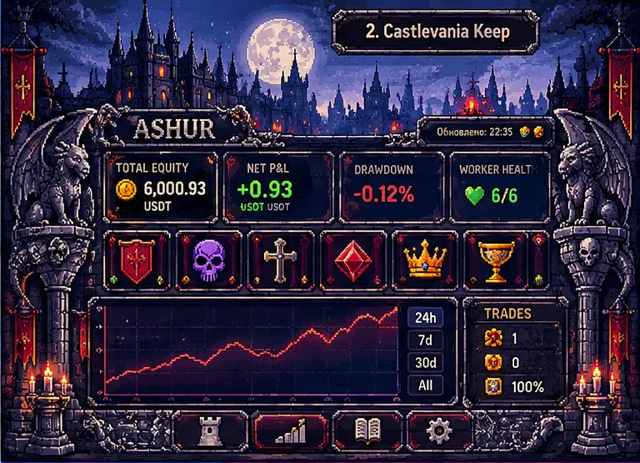 2. Castlevania Keep
ASHUR
Обновлено: 22:35
TOTAL EQUITY
6,000.93
USDT
NET P&L
+0.93
USDT USDT
DRAWDOWN
-0.12%
WORKER HEALT
6/6
24h
7d
30d
All
TRADES
1
0
100%